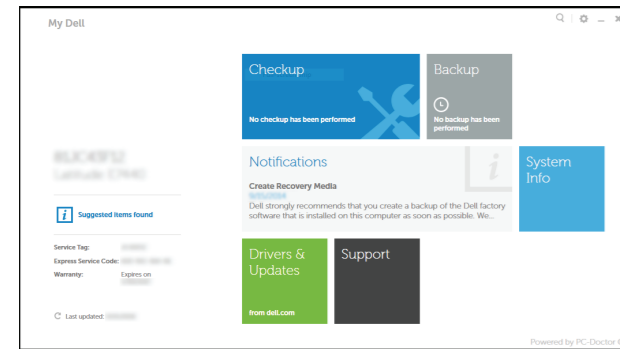 My Dell
Checkup
No checkup has been performed
Backup
No backup has been
performed
Suggested items found
Service Tag:
Express Service Code:
Warranty: Expires on
Last updated:
Notifications
Create Recovery Media
Dell strongly recommends that you create a backup of the Dell factory
software that is installed on this computer as soon as possible. We...
System
Info
Drivers &
Updates
from dell.com
Support
Powered by PC-Doctor